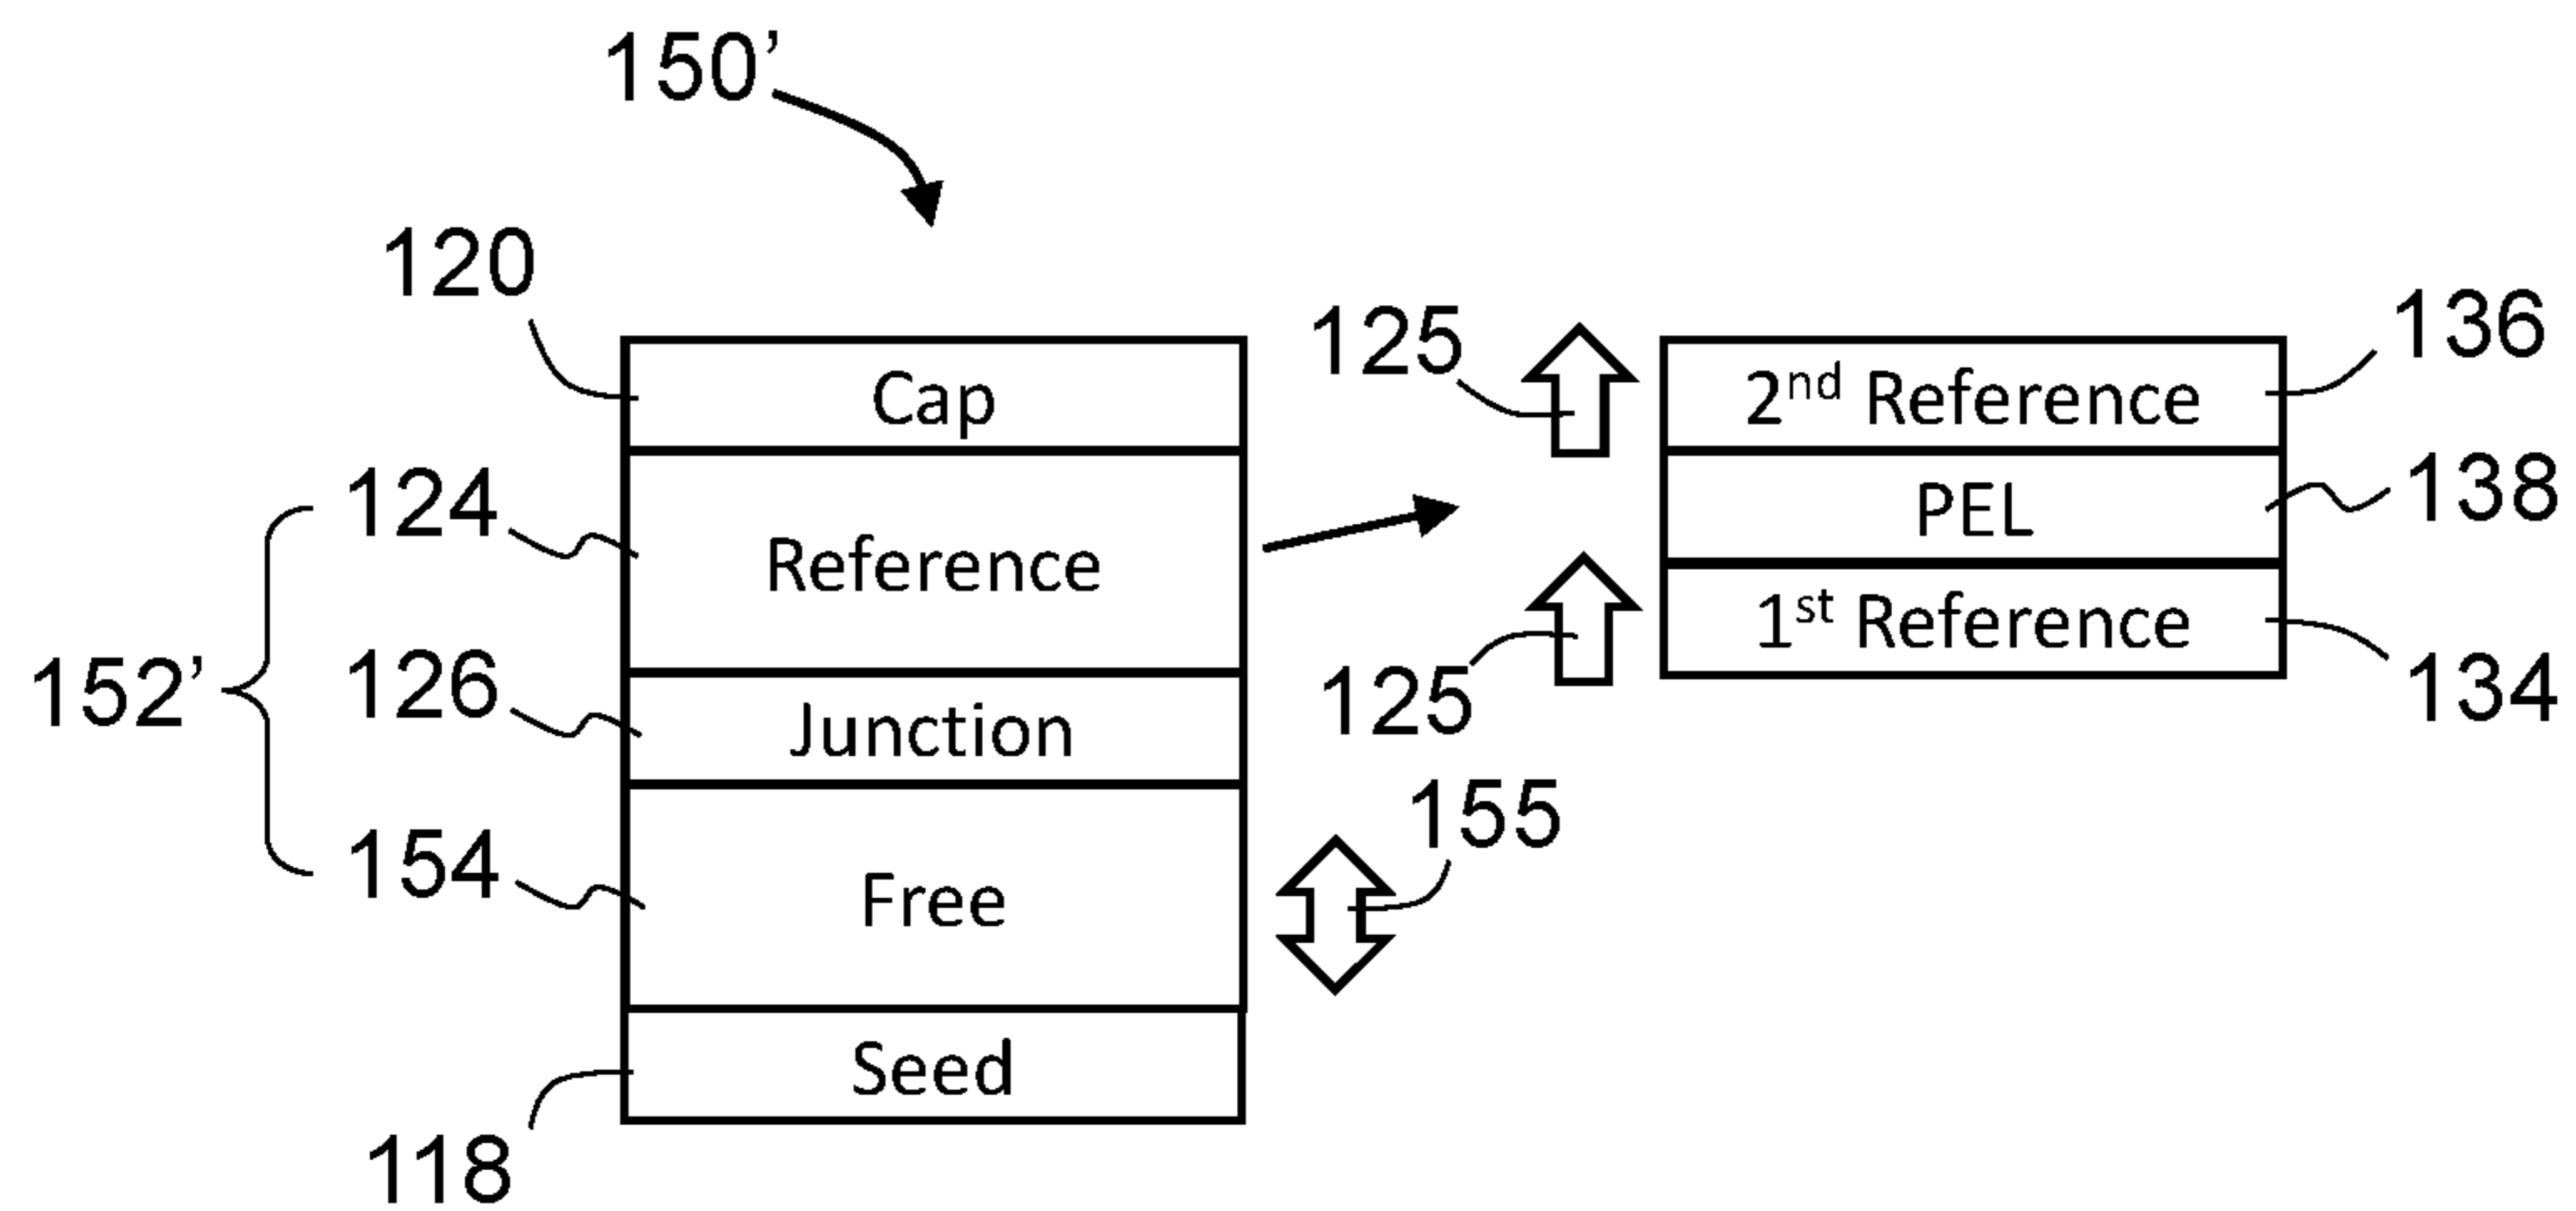 150’
120
Cap
124
Reference
126
Junction
152’
154
Free
155
Seed
118
125
2nd Reference
136
PEL
138
125
1st Reference
134